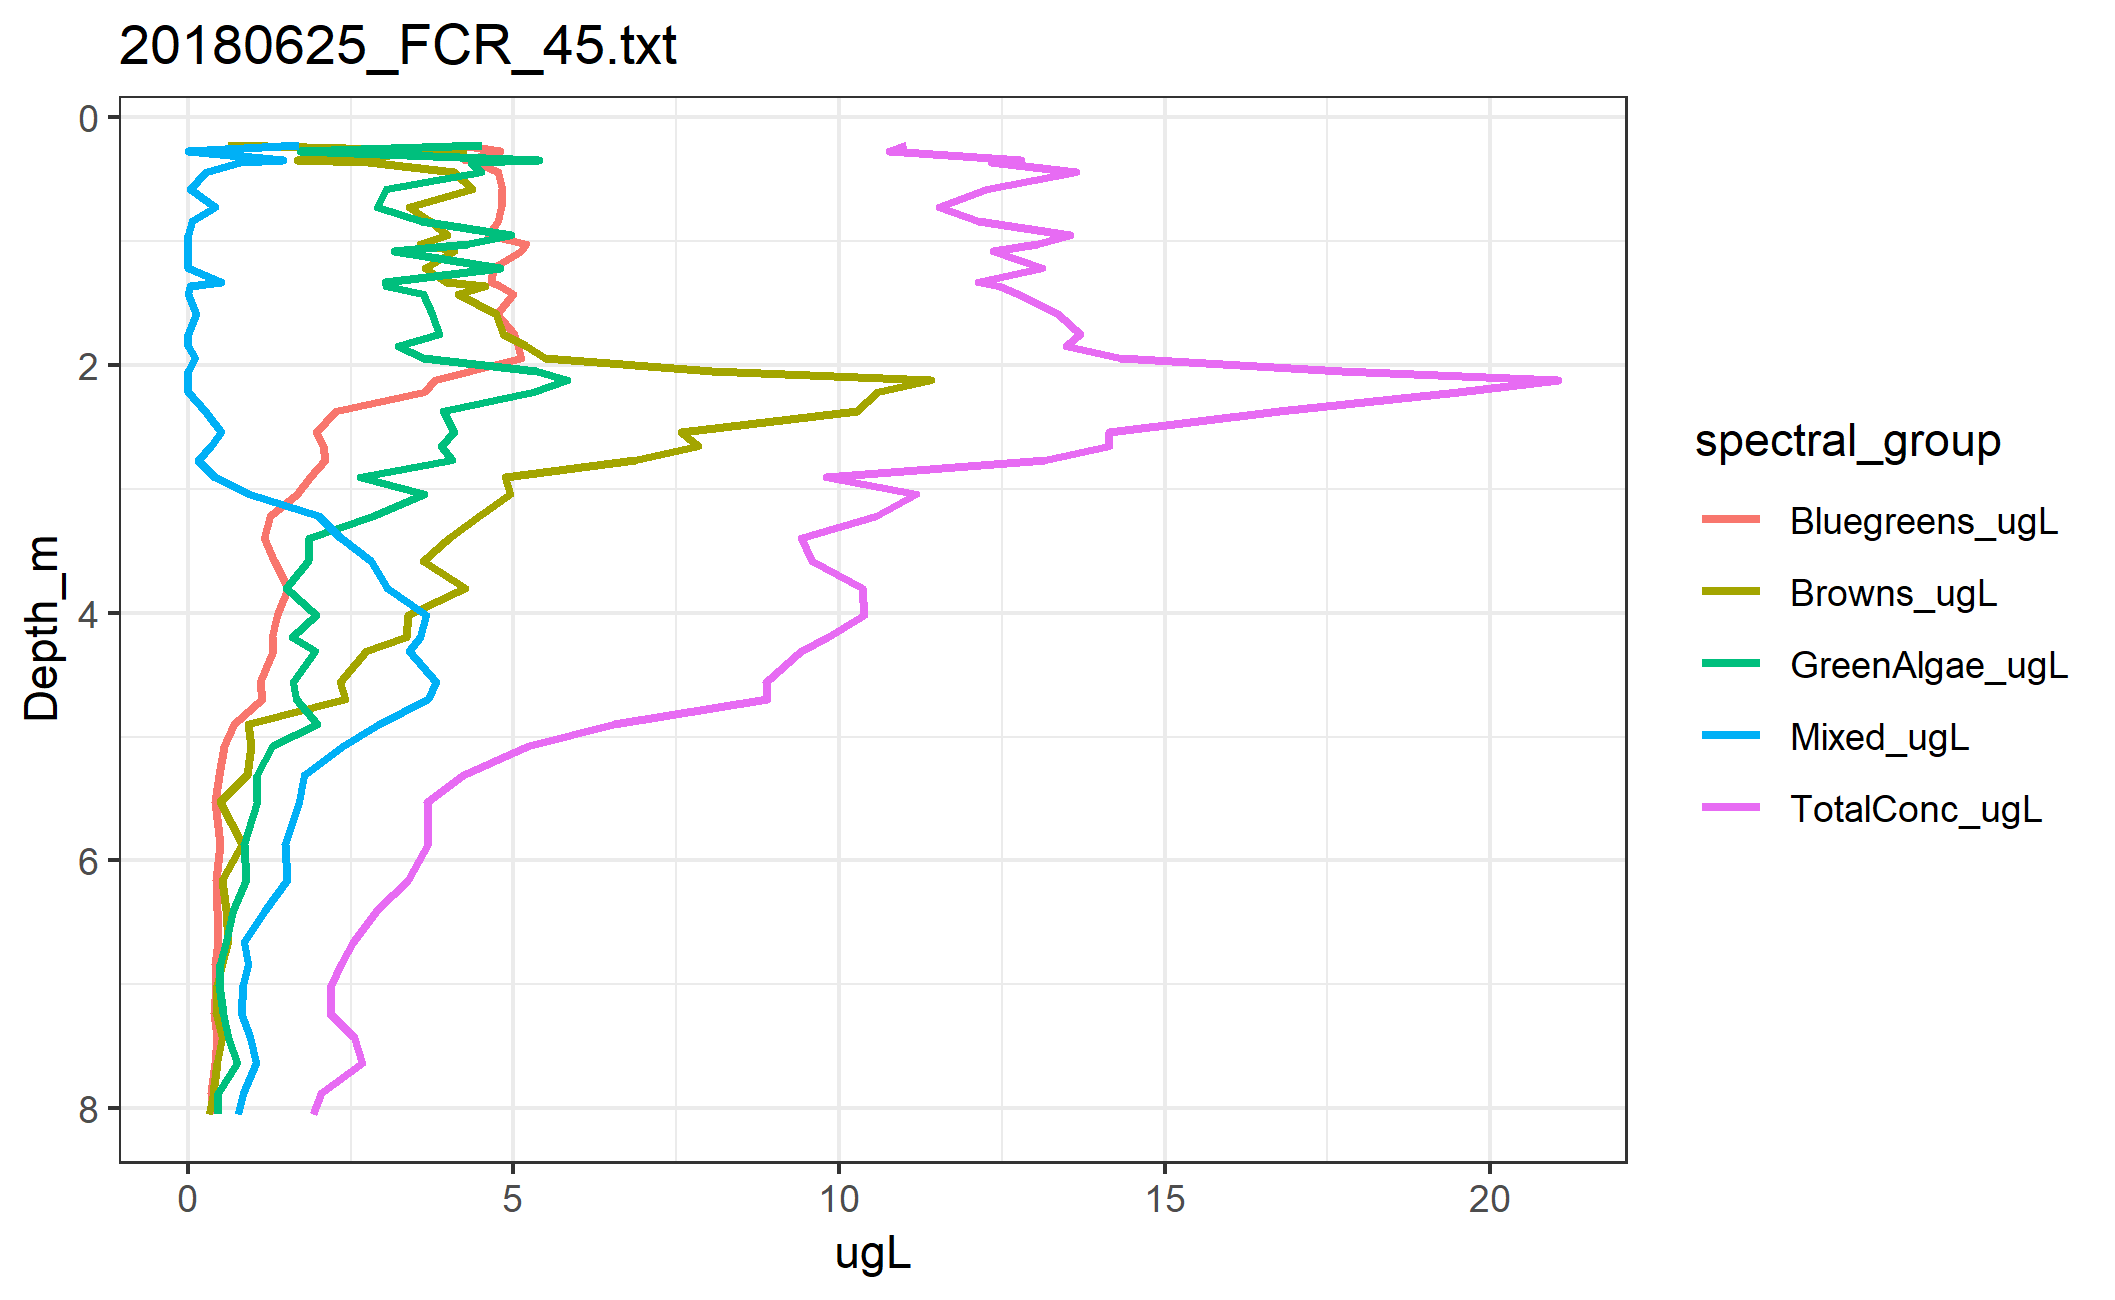 20180625_FCR_45.txt
0
2
4
6
8
Depth_m
0 5 10 15 20
ugL
spectral_group
Bluegreens_ugL
Browns_ugL
GreenAlgae_ugL
Mixed_ugL
TotalConc_ugL